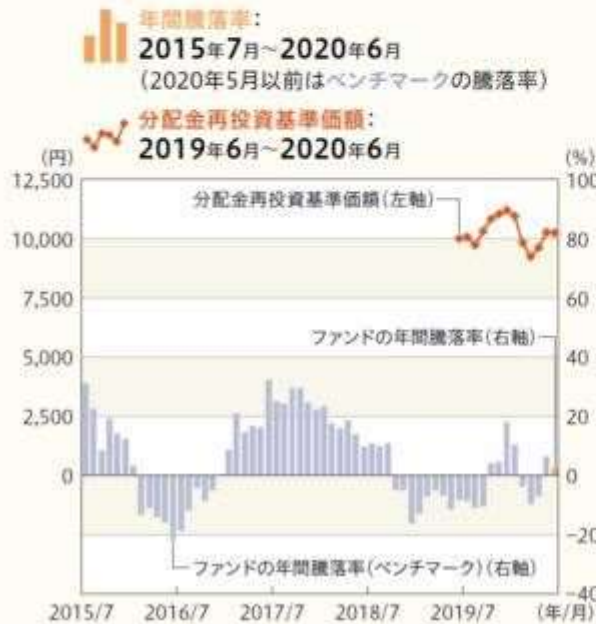 年間騰落率：
2015年7月～2020年6月
（2020年5月以前はベンチマークの騰落率）
分配金再投資基準価額：
2019年6月～2020年6月
(円)
(%)
12,500
100
分配金再投資基準価額(左軸)
10,000
80
7,500
60
ファンドの年間騰落率(右軸)
5,000
40
2,500
20
0
0
−20
ファンドの年間騰落率(ベンチマーク)(右軸)
−40
2015/7
2016/7
2017/7
2018/7
2019/7
(年/月)